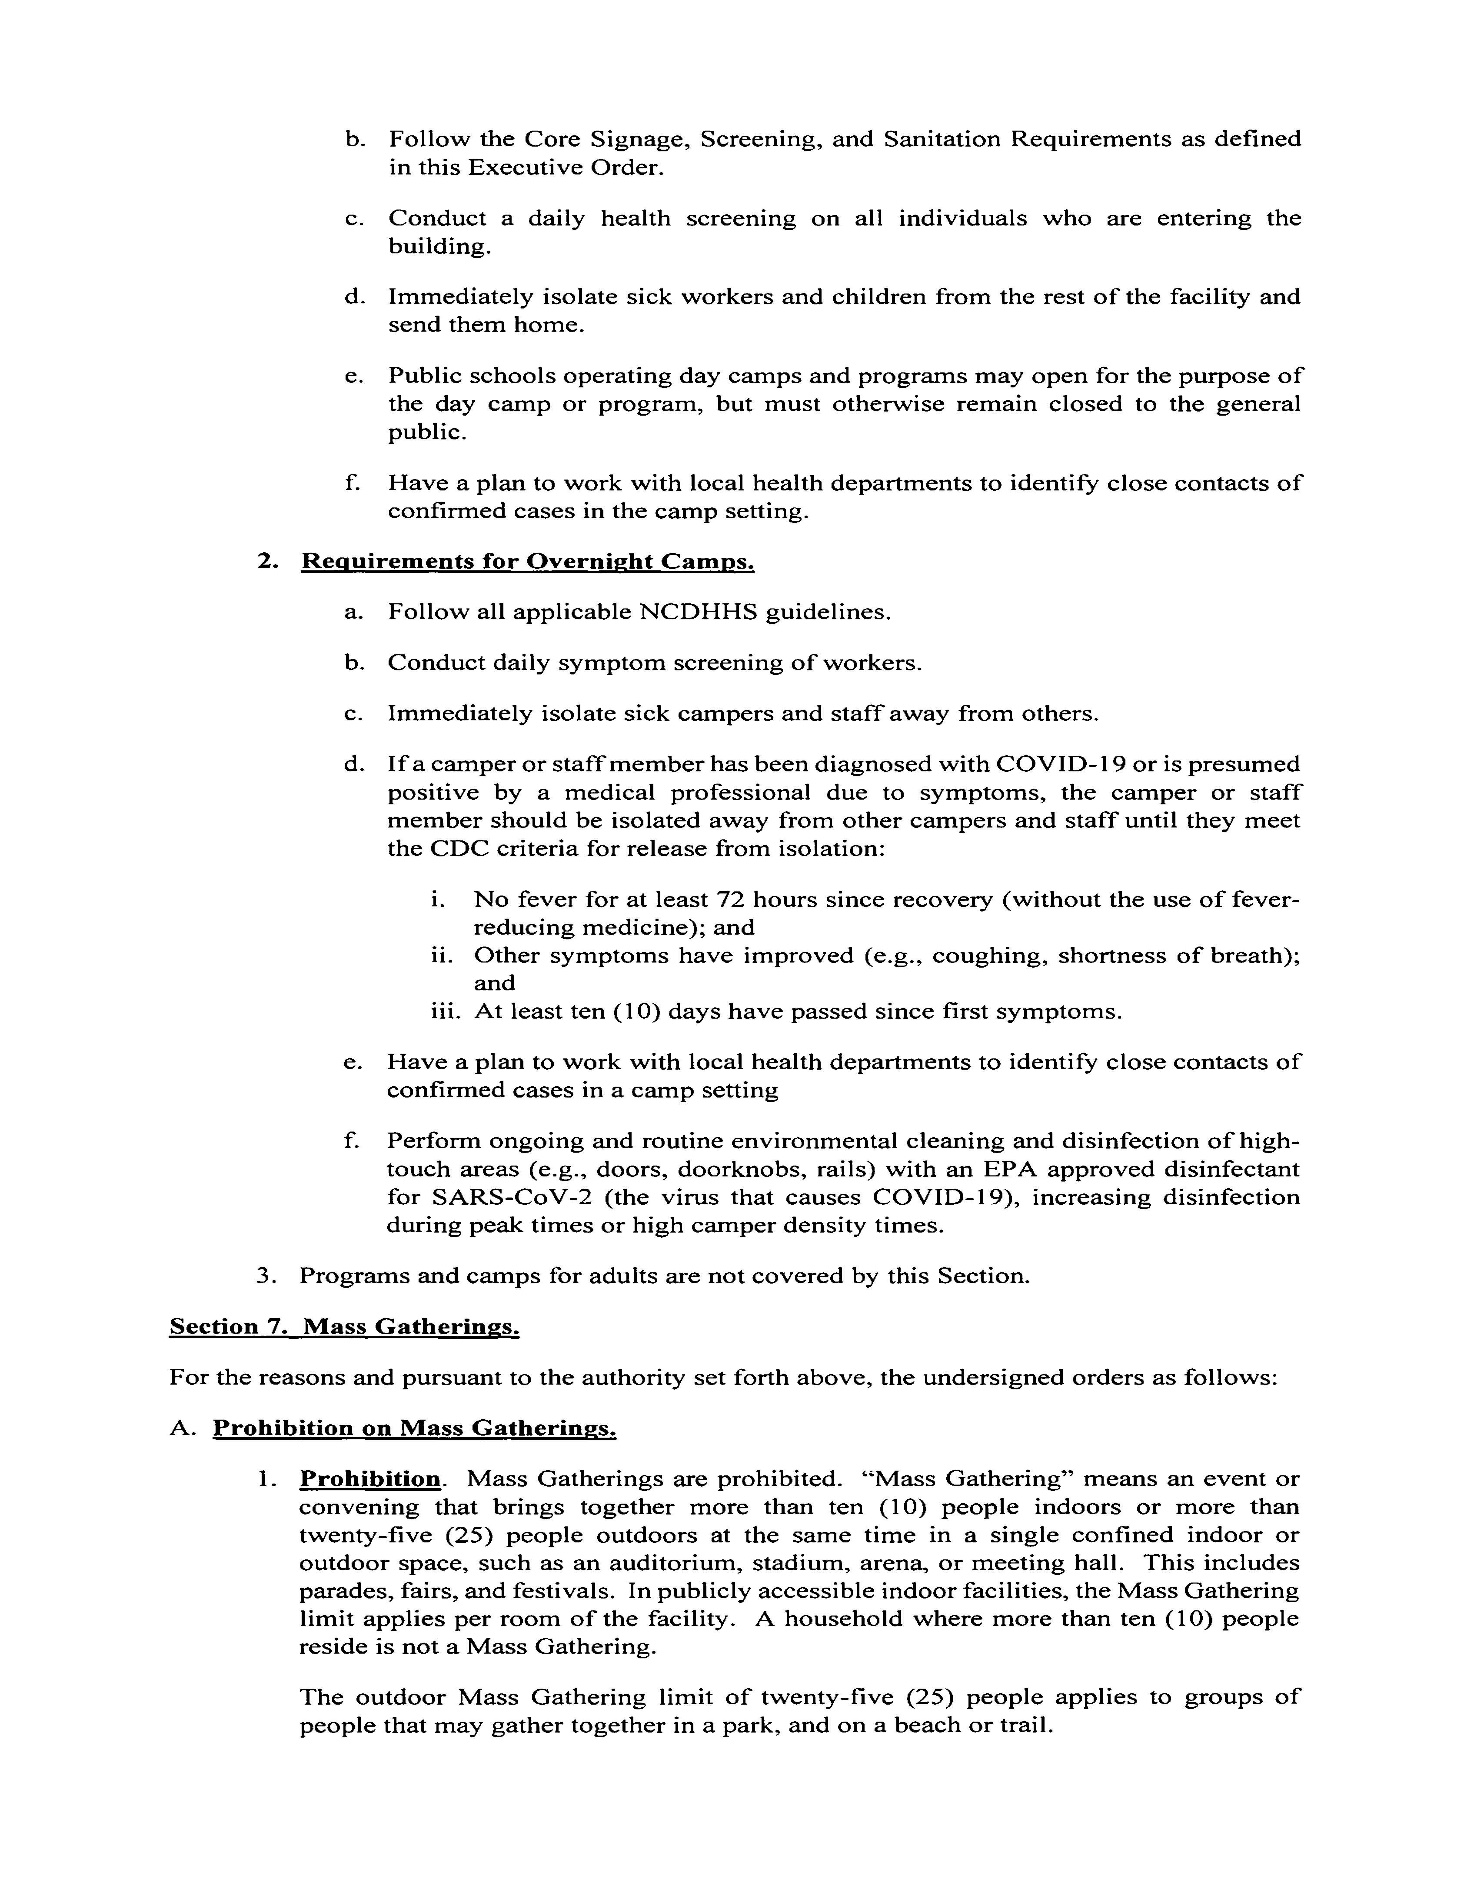 b. Follow the Core Signage, Screening, and Sanitation Requirements as defined
in this Executive Order.
c. Conduct a daily health screening on all individuals who are entering the
building.
d. Immediately isolate sick workers and children from the rest of the facility and
send them home.
e. Public schools operating day camps and programs may open for the purpose of
the day camp or program, but must otherwise remain closed to the general
public.
f. Have a plan to work with local health departments to identify close contacts of
confirmed cases in the camp setting.
2. Requirements for Overnight Camps.
a. Follow all applicable NCDHHS guidelines.
b. Conduct daily symptom screening of workers.
c. Immediately isolate sick campers and staff away from others.
d. If a camper or staff member has been diagnosed with COVID-19 or is presumed
positive by a medical professional due to symptoms, the camper or staff
member should be isolated away from other campers and staff until they meet
the CDC criteria for release from isolation:
i. No fever for at least 72 hours since recovery (without the use of fever-
reducing medicine); and
ii. Other symptoms have improved (e.g., coughing, shortness of breath);
and
iii. At least ten (10) days have passed since first symptoms.
e. Have a plan to work with local health departments to identify close contacts of
confirmed cases in a camp setting
f. Perform ongoing and routine environmental cleaning and disinfection of high-
touch areas (e.g., doors, doorknobs, rails) with an EPA approved disinfectant
for SARS-CoV-2 (the virus that causes COVID-19), increasing disinfection
during peak times or high camper density times.
3. Programs and camps for adults are not covered by this Section.
Section 7. Mass Gatherings.
For the reasons and pursuant to the authority set forth above, the undersigned orders as follows:
A. Prohibition on Mass Gatherings.
1. Prohibition. Mass Gatherings are prohibited. “Mass Gathering” means an event or
convening that brings together more than ten (10) people indoors or more than
twenty-five (25) people outdoors at the same time in a single confined indoor or
outdoor space, such as an auditorium, stadium, arena, or meeting hall. This includes
parades, fairs, and festivals. In publicly accessible indoor facilities, the Mass Gathering
limit applies per room of the facility. A household where more than ten (10) people
reside is not a Mass Gathering.
The outdoor Mass Gathering limit of twenty-five (25) people applies to groups of
people that may gather together in a park, and on a beach or trail.